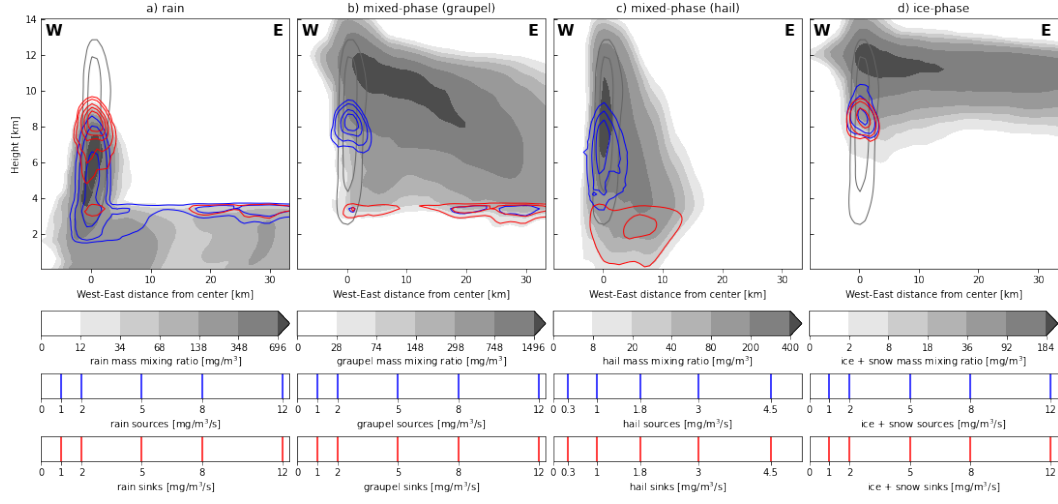 a) rain
b) mixed-phase (graupel)
c) mixed-phase (hail)
d) ice-phase
14
12
10
8
6
4
2
Height [km]
W E
W E
W E
W E
0 10 20 30
0 10 20 30
0 10 20 30
0 10 20 30
West-East distance from center [km]
West-East distance from center [km]
West-East distance from center [km]
West-East distance from center [km]
0 12 34 68 138 348 696
0 28 74 148 298 748 1496
0 8 20 40 80 200 400
0 2 8 18 36 92 184
rain mass mixing ratio [mg/m³]
graupel mass mixing ratio [mg/m³]
hail mass mixing ratio [mg/m³]
ice + snow mass mixing ratio [mg/m³]
0 1 2 5 8 12
0 1 2 5 8 12
0 0.3 1 1.8 3 4.5
0 1 2 5 8 12
rain sources [mg/m³/s]
graupel sources [mg/m³/s]
hail sources [mg/m³/s]
ice + snow sources [mg/m³/s]
0 1 2 5 8 12
0 1 2 5 8 12
0 0.3 1 1.8 3 4.5
0 1 2 5 8 12
rain sinks [mg/m³/s]
graupel sinks [mg/m³/s]
hail sinks [mg/m³/s]
ice + snow sinks [mg/m³/s]